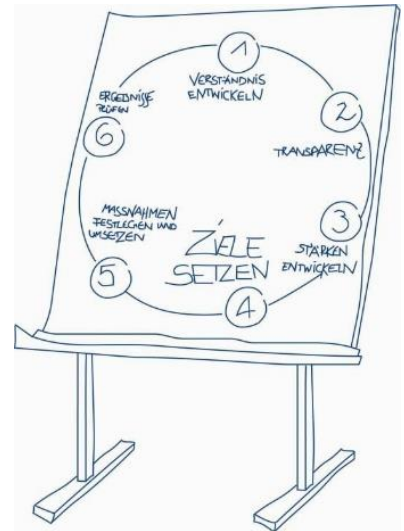 1
VERSTÄNDNIS
ENTWICKELN
2
TRANSPARENZ
3
STÄRKEN
ENTWICKELN
4
ZIELE
SETZEN
5
MASSNAHMEN
FESTLEGEN UND
UMSETZEN
6
ERGEBNISSE
PRÜFEN